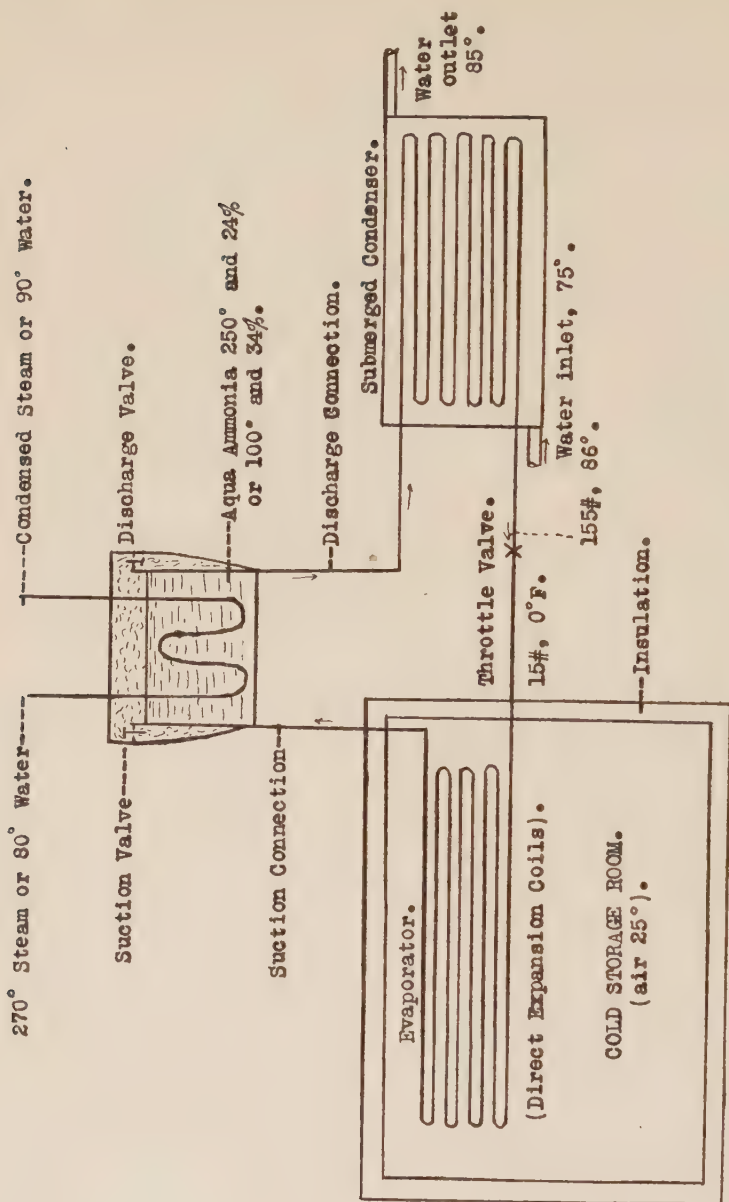 270° Steam or 80° Water-----
-----Condensed Steam or 90° Water.
Suction Valve-----
Discharge Valve.
-----Aqua Ammonia 250° and 24%
or 100° and 34%.
Suction Connection--
--Discharge Connection.
Evaporator.
Submerged Condenser.
Water
outlet
85°.
Throttle Valve.
15#, 0°F.
155#, 86°.
Water inlet, 75°.
(Direct Expansion Coils).
COLD STORAGE ROOM.
(air 25°).
---Insulation.